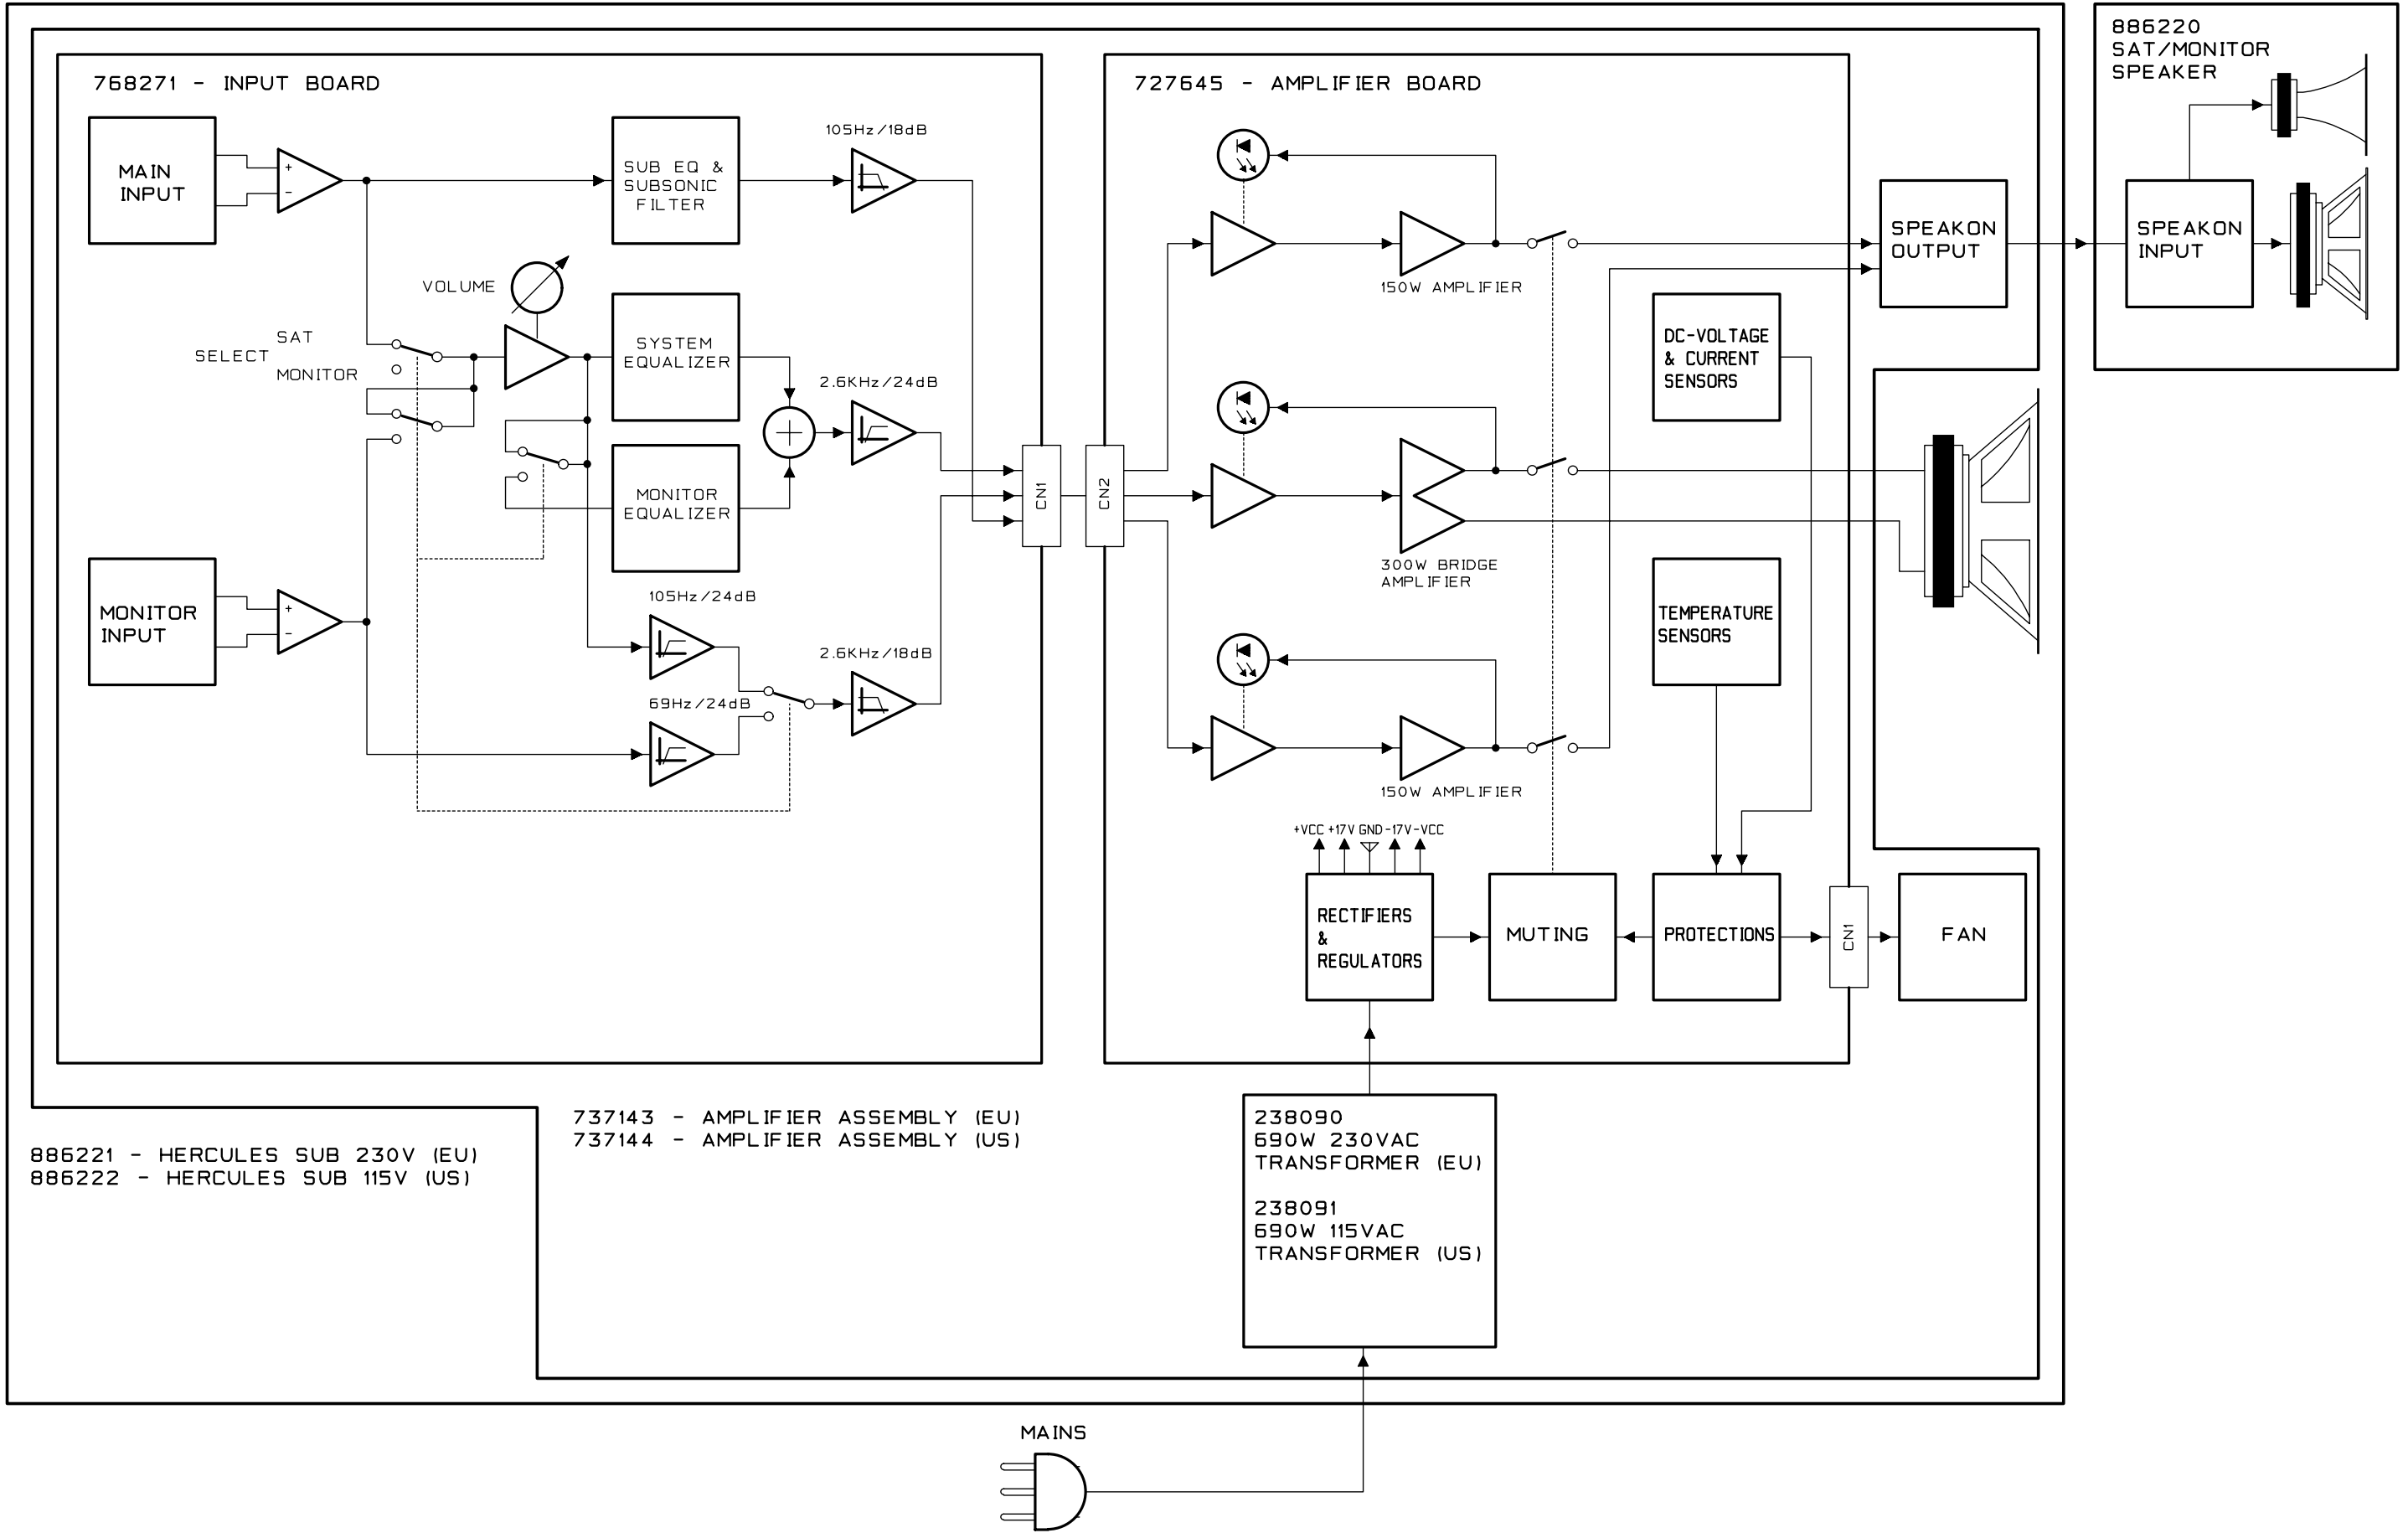 768271 - INPUT BOARD
MAIN
INPUT
+
-
SUB EQ &
SUBSONIC
FILTER
105Hz/18dB
VOLUME
SAT
SELECT
MONITOR
SYSTEM
EQUALIZER
2.6KHz/24dB
MONITOR
EQUALIZER
CN1
MONITOR
INPUT
+
-
105Hz/24dB
69Hz/24dB
2.6KHz/18dB
727645 - AMPLIFIER BOARD
150W AMPLIFIER
CN2
300W BRIDGE
AMPLIFIER
150W AMPLIFIER
DC-VOLTAGE
& CURRENT
SENSORS
TEMPERATURE
SENSORS
+VCC +17V GND -17V -VCC
RECTIFIERS
&
REGULATORS
MUTING
PROTECTIONS
CN1
FAN
SPEAKON
OUTPUT
886220
SAT/MONITOR
SPEAKER
SPEAKON
INPUT
737143 - AMPLIFIER ASSEMBLY (EU)
737144 - AMPLIFIER ASSEMBLY (US)
886221 - HERCULES SUB 230V (EU)
886222 - HERCULES SUB 115V (US)
238090
690W 230VAC
TRANSFORMER (EU)
238091
690W 115VAC
TRANSFORMER (US)
MAINS